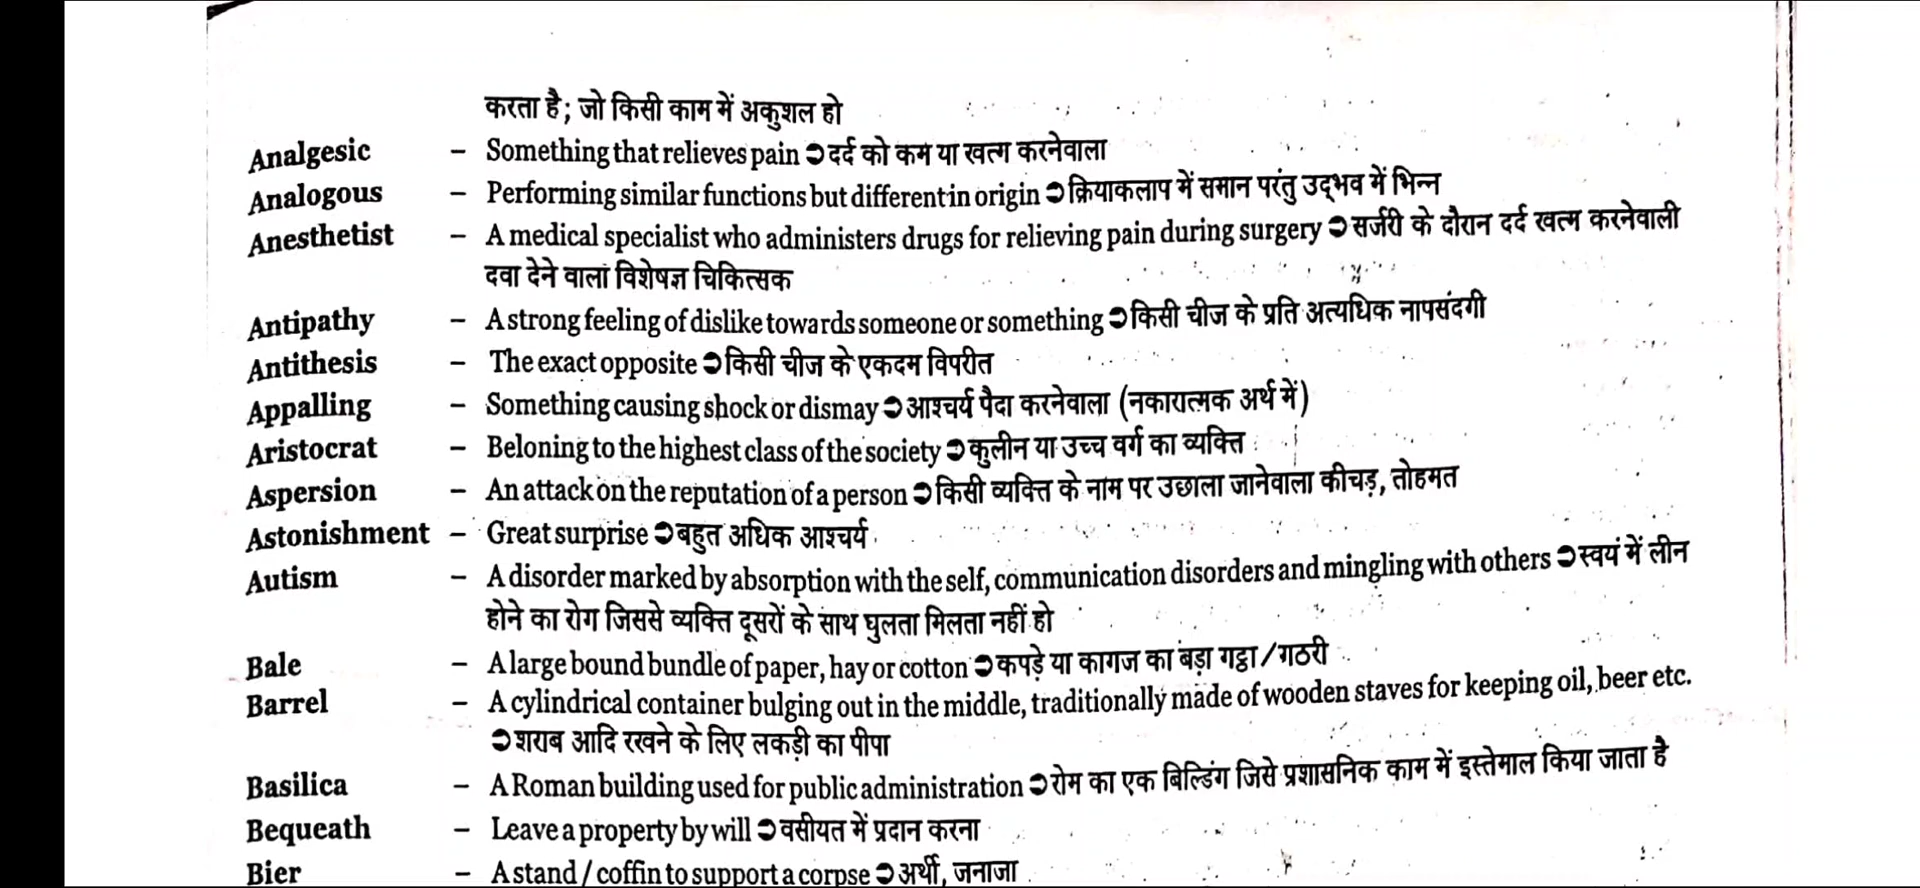 करता है; जो किसी काम में अकुशल हो
Analgesic – Something that relieves pain ➲ दर्द को कम या खत्म करनेवाला
Analogous – Performing similar functions but different in origin ➲ क्रियाकलाप में समान परंतु उद्भव में भिन्न
Anesthetist – A medical specialist who administers drugs for relieving pain during surgery ➲ सर्जरी के दौरान दर्द खत्म करनेवाली
दवा देने वाला विशेषज्ञ चिकित्सक
Antipathy – A strong feeling of dislike towards someone or something ➲ किसी चीज के प्रति अत्यधिक नापसंदगी
Antithesis – The exact opposite ➲ किसी चीज के एकदम विपरीत
Appalling – Something causing shock or dismay ➲ आश्चर्य पैदा करनेवाला (नकारात्मक अर्थ में)
Aristocrat – Beloning to the highest class of the society ➲ कुलीन या उच्च वर्ग का व्यक्ति
Aspersion – An attack on the reputation of a person ➲ किसी व्यक्ति के नाम पर उछाला जानेवाला कीचड़, तोहमत
Astonishment – Great surprise ➲ बहुत अधिक आश्चर्य
Autism – A disorder marked by absorption with the self, communication disorders and mingling with others ➲ स्वयं में लीन
होने का रोग जिससे व्यक्ति दूसरों के साथ घुलता मिलता नहीं हो
Bale – A large bound bundle of paper, hay or cotton ➲ कपड़े या कागज का बड़ा गट्ठा/गठरी
Barrel – A cylindrical container bulging out in the middle, traditionally made of wooden staves for keeping oil, beer etc.
➲ शराब आदि रखने के लिए लकड़ी का पीपा
Basilica – A Roman building used for public administration ➲ रोम का एक बिल्डिंग जिसे प्रशासनिक काम में इस्तेमाल किया जाता है
Bequeath – Leave a property by will ➲ वसीयत में प्रदान करना
Bier – A stand / coffin to support a corpse ➲ अर्थी, जनाजा